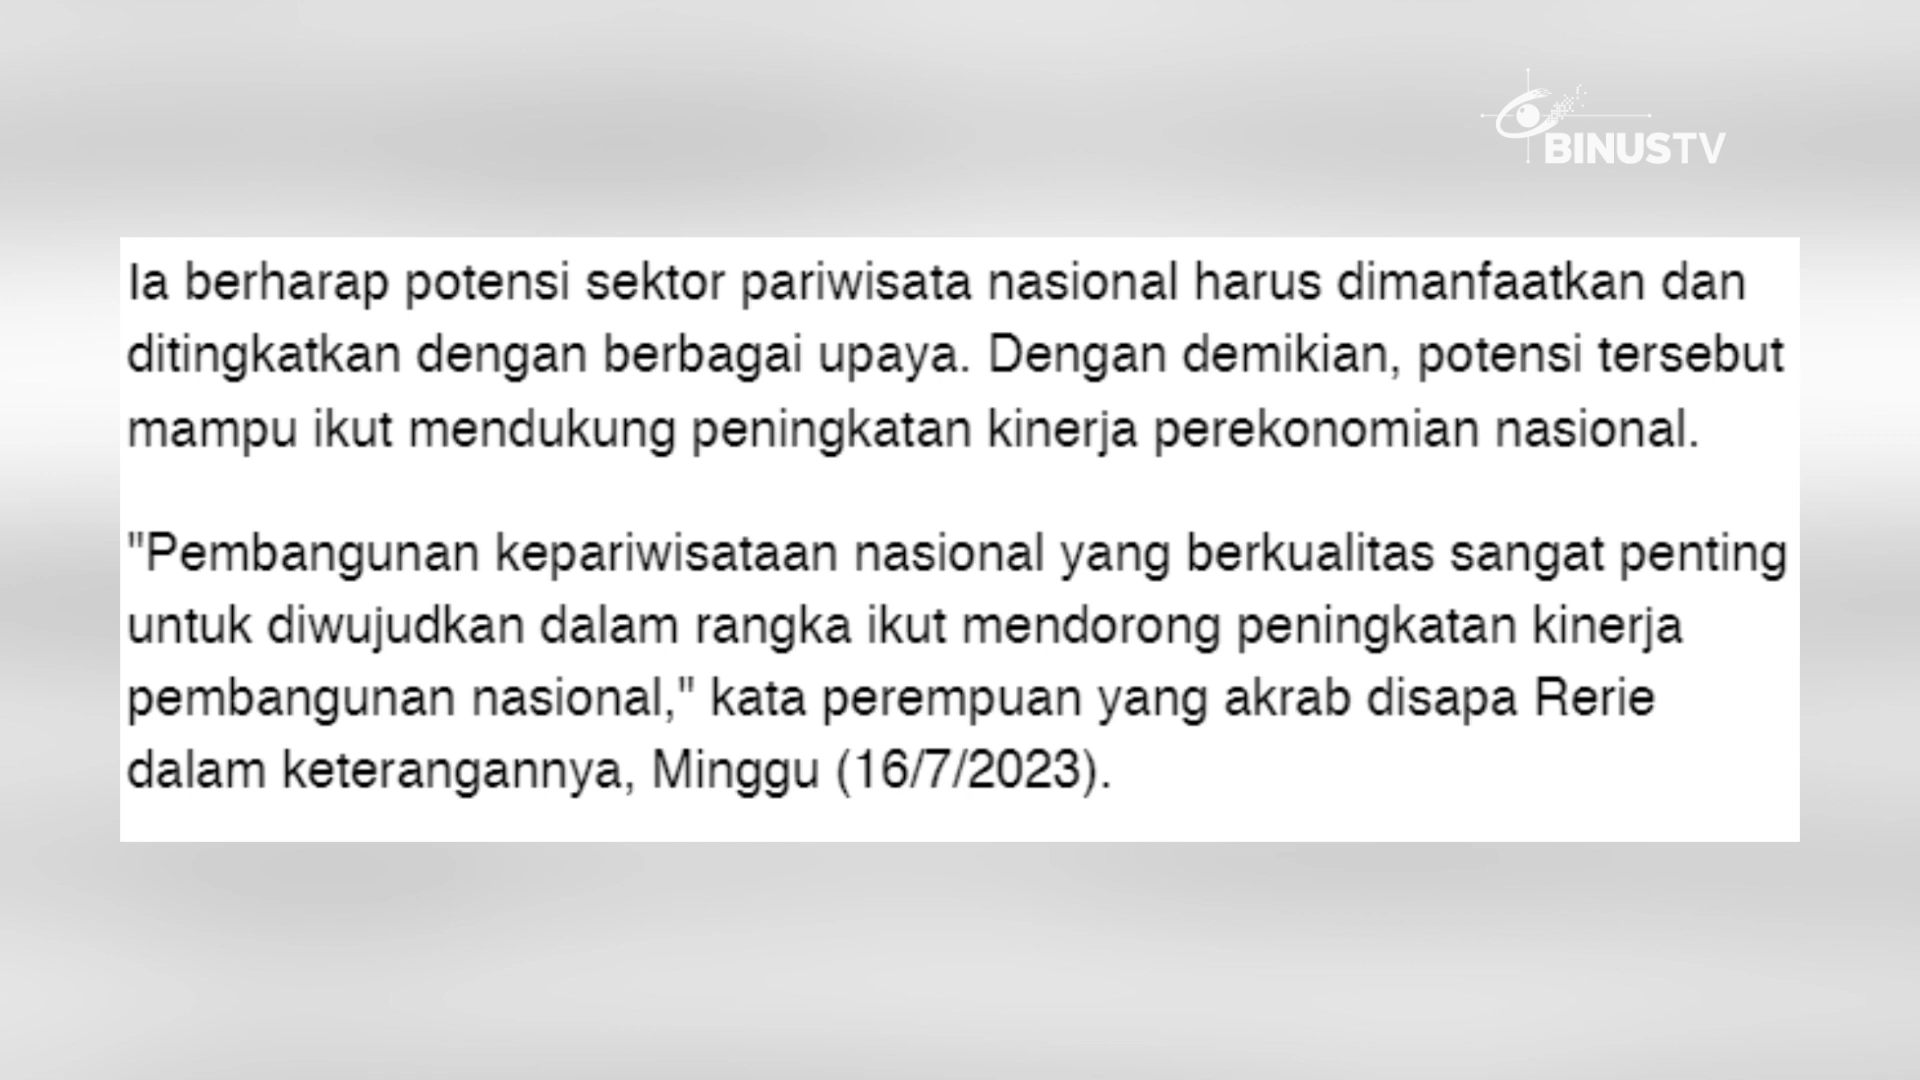 BINUSTV
Ia berharap potensi sektor pariwisata nasional harus dimanfaatkan dan
ditingkatkan dengan berbagai upaya. Dengan demikian, potensi tersebut
mampu ikut mendukung peningkatan kinerja perekonomian nasional.
"Pembangunan kepariwisataan nasional yang berkualitas sangat penting
untuk diwujudkan dalam rangka ikut mendorong peningkatan kinerja
pembangunan nasional," kata perempuan yang akrab disapa Rerie
dalam keterangannya, Minggu (16/7/2023).